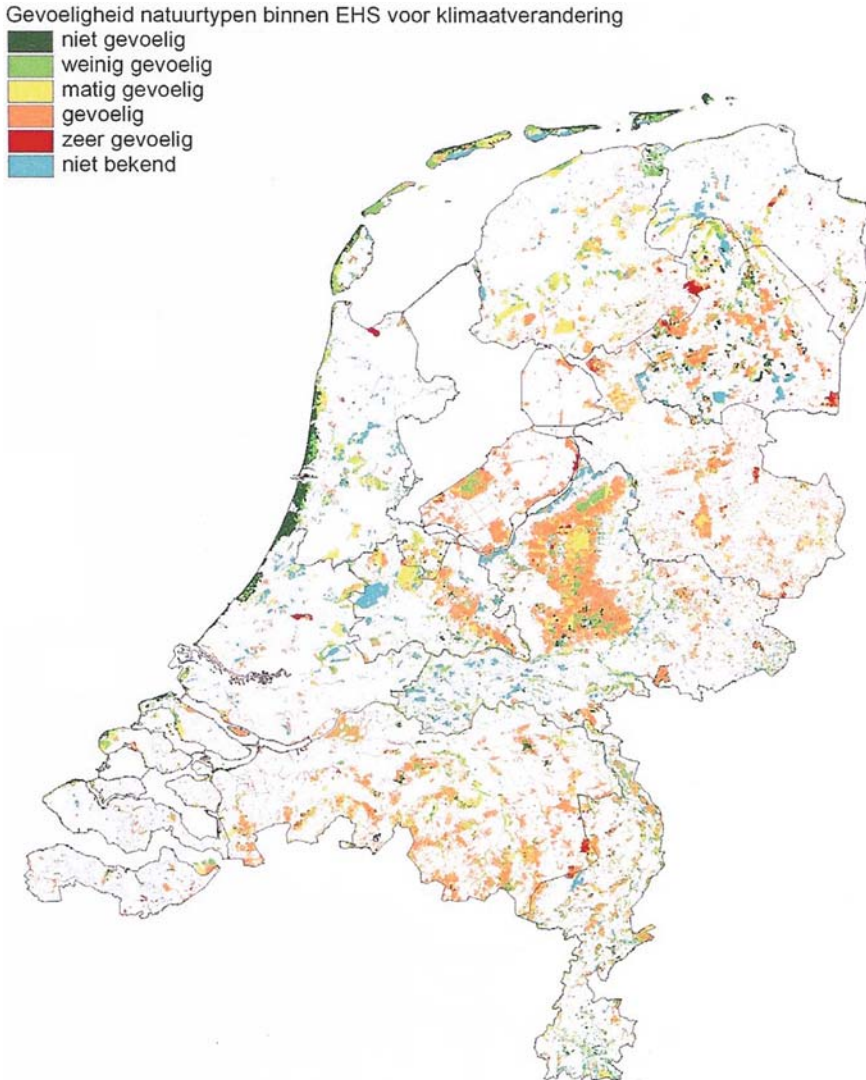 Gevoeligheid natuurtypen binnen EHS voor klimaatverandering
niet gevoelig
weinig gevoelig
matig gevoelig
gevoelig
zeer gevoelig
niet bekend